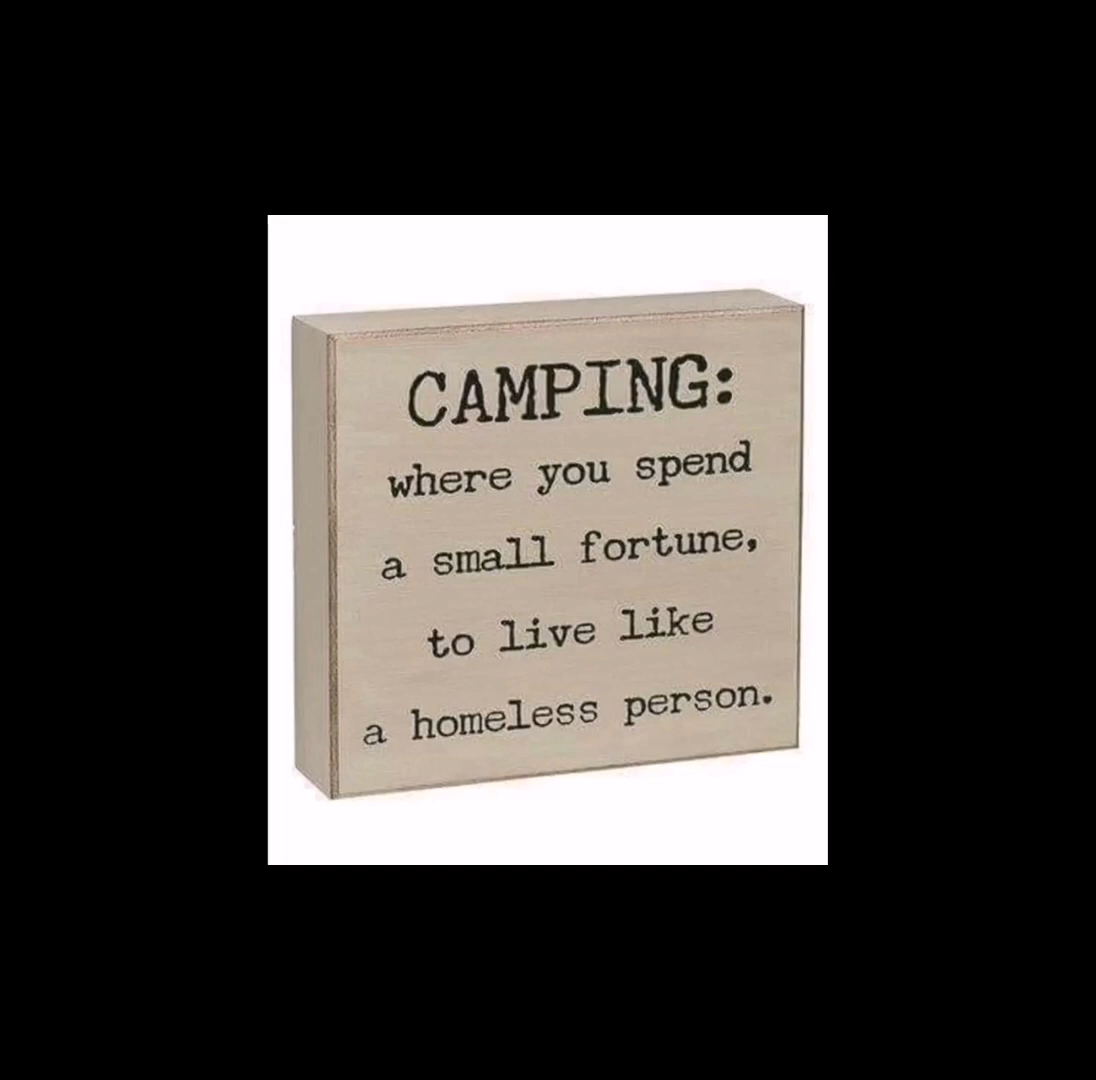 CAMPING:
where you spend
a small fortune,
to live like
a homeless person.